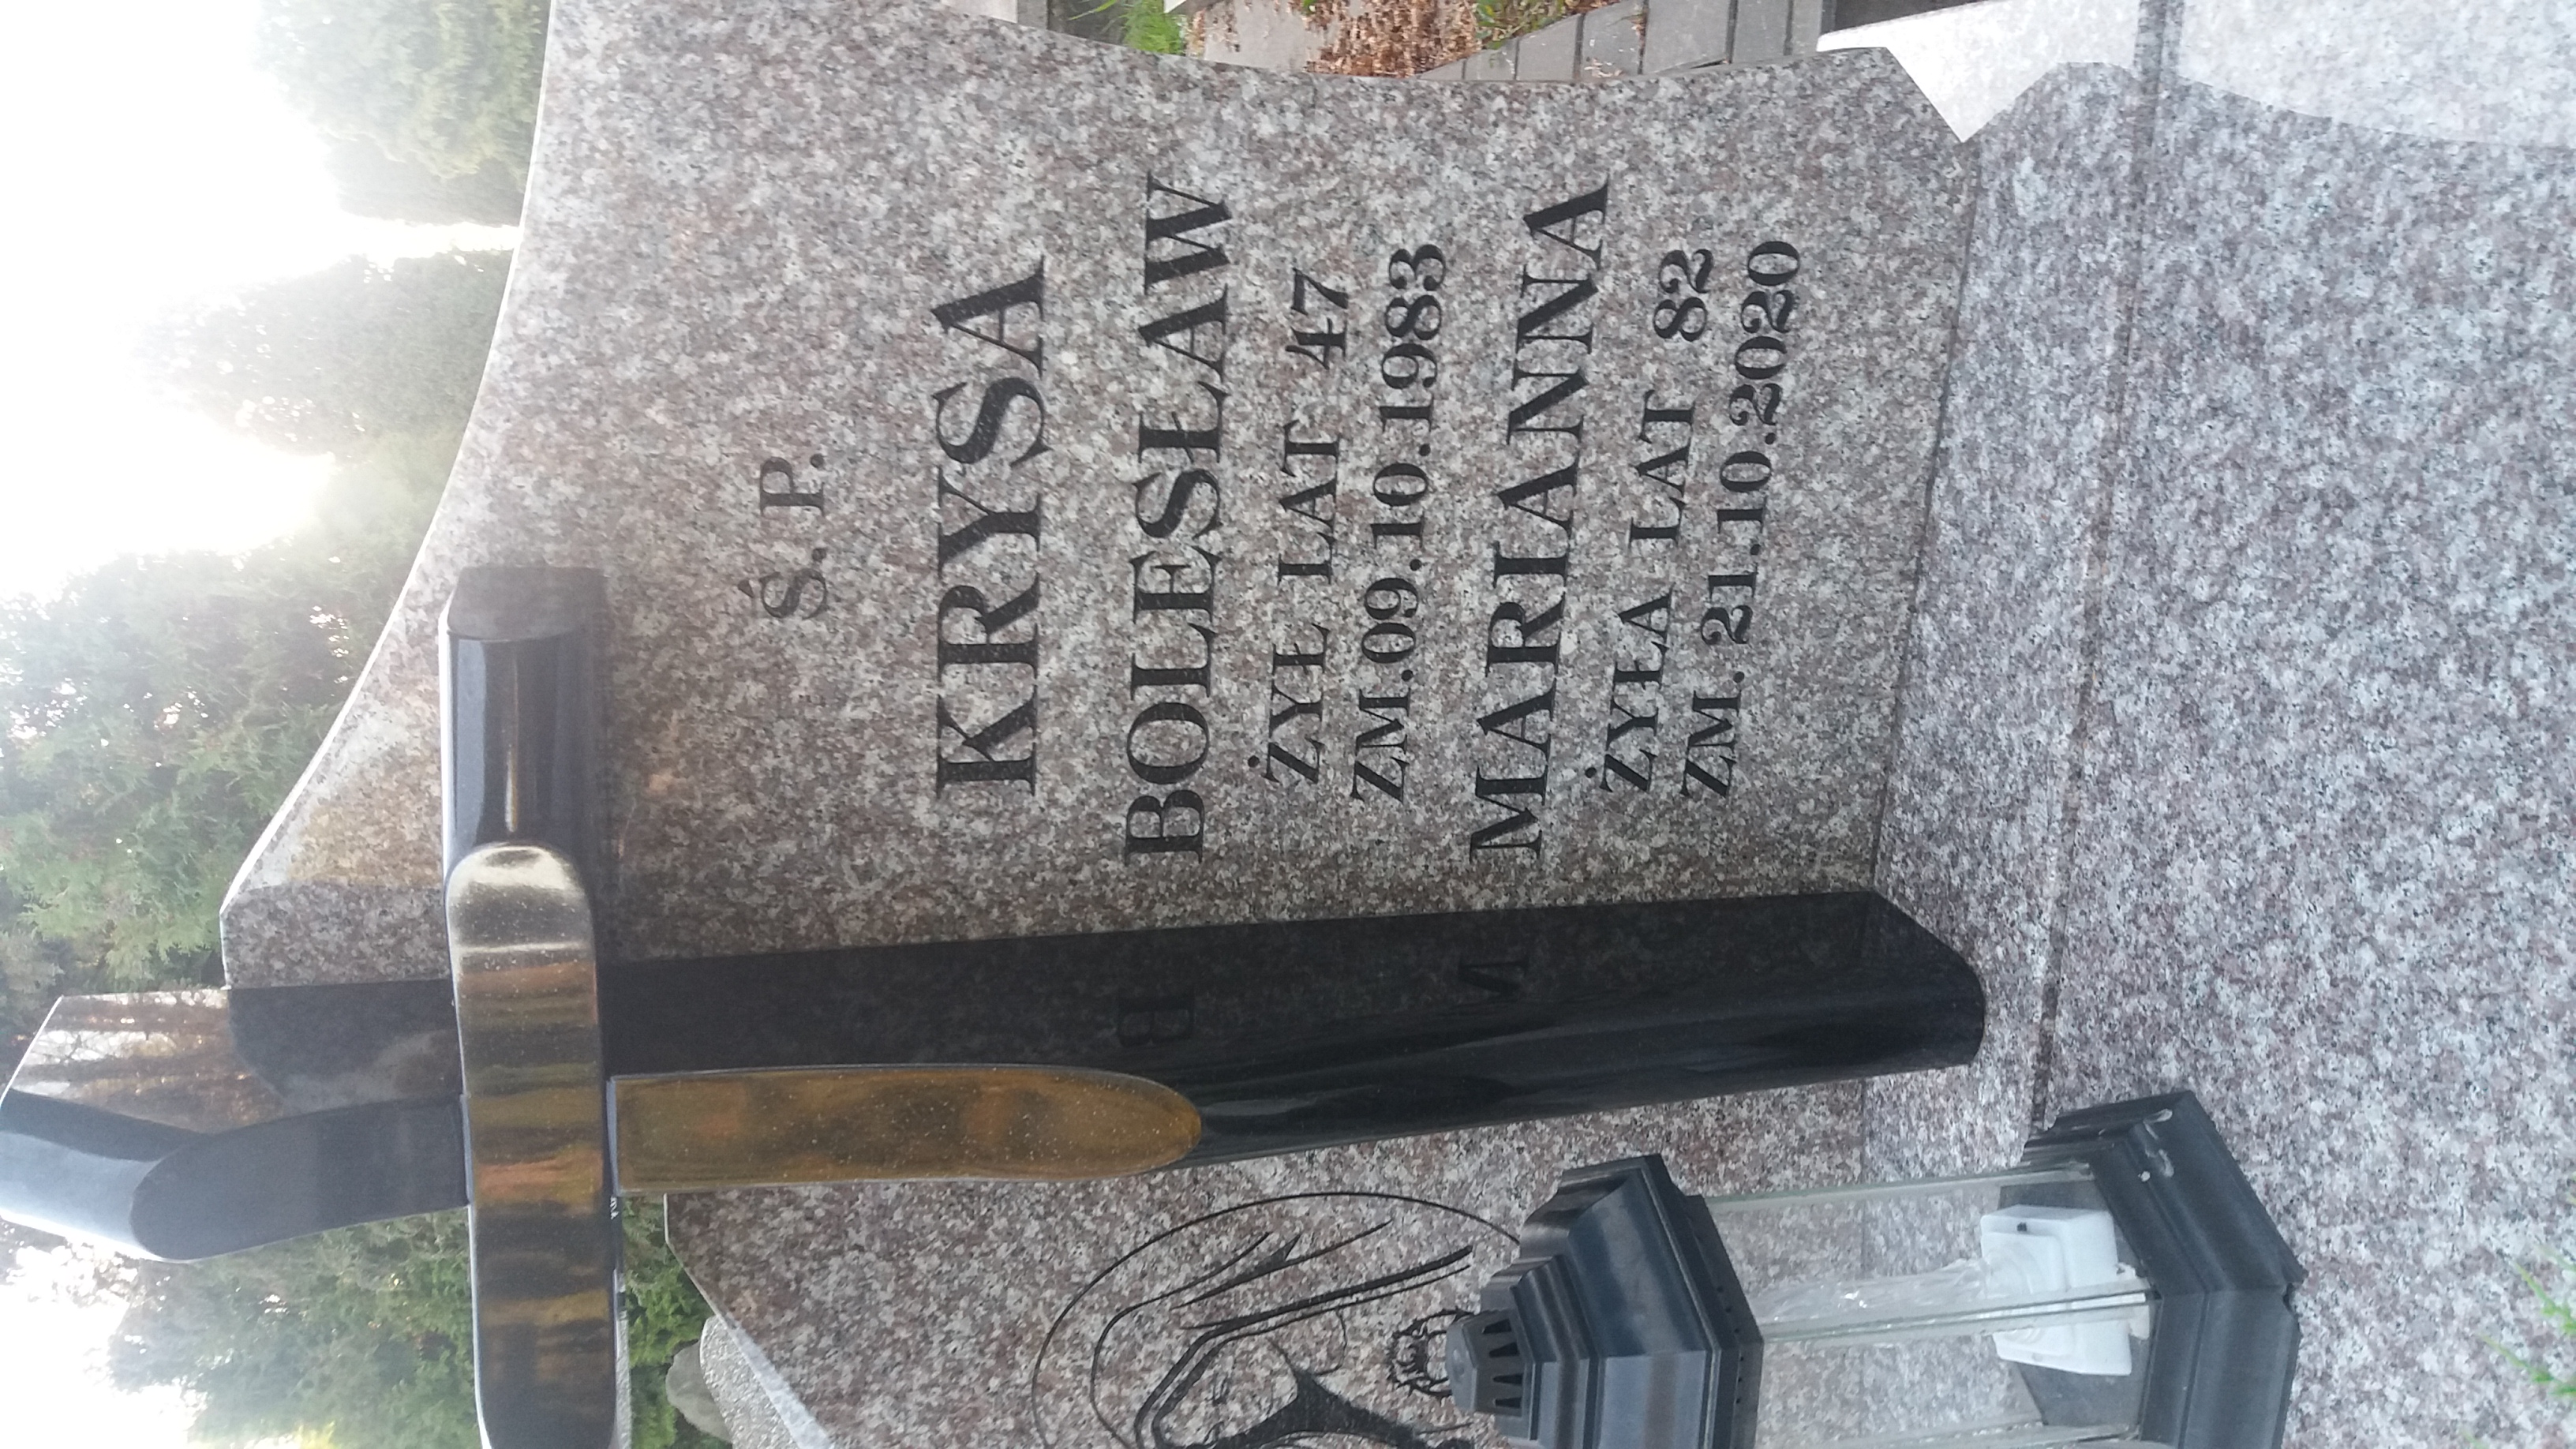 Ś. P.
KRYSA
BOLESŁAW
ŻYŁ LAT 47
ZM. 09.10.1983
MARIANNA
ŻYŁA LAT 82
ZM. 21.10.2020